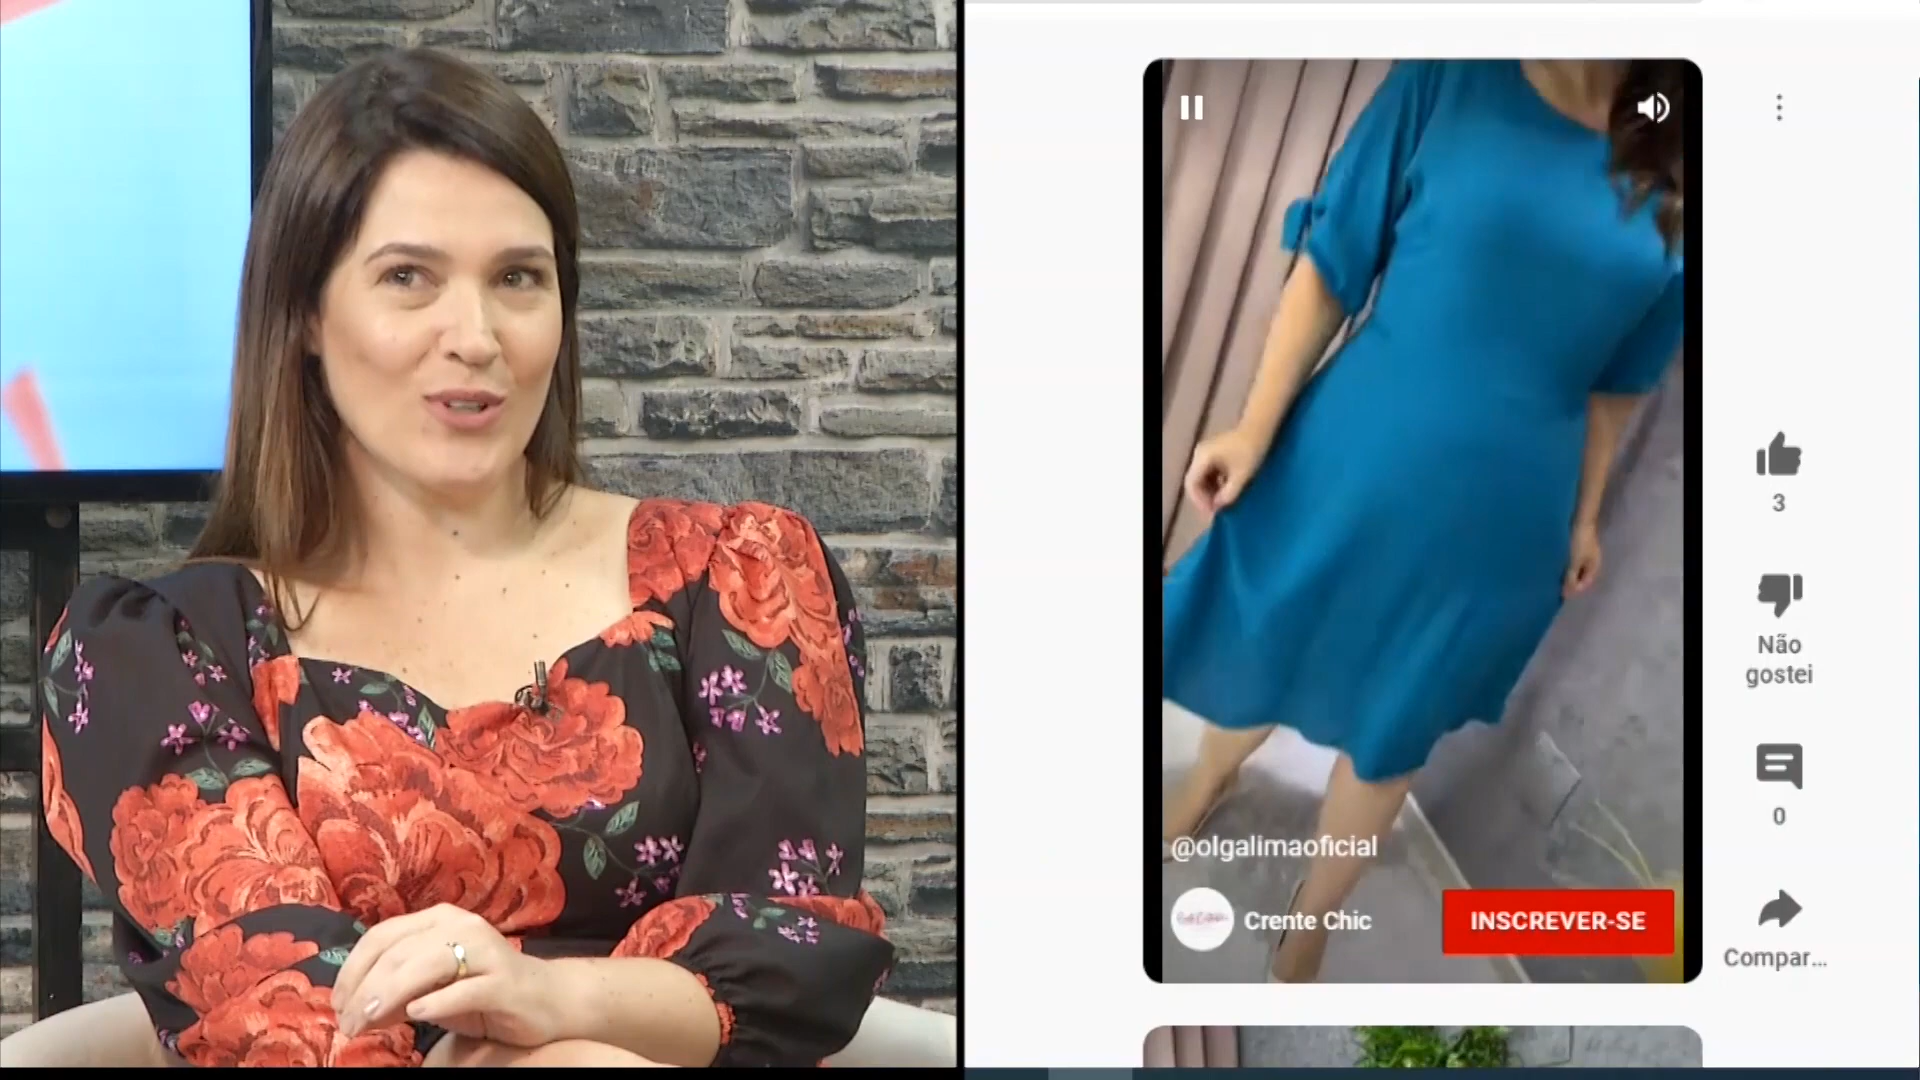 3
Não
gostei
0
@olgalimaoficial
Crente Chic
INSCREVER-SE
Compar...